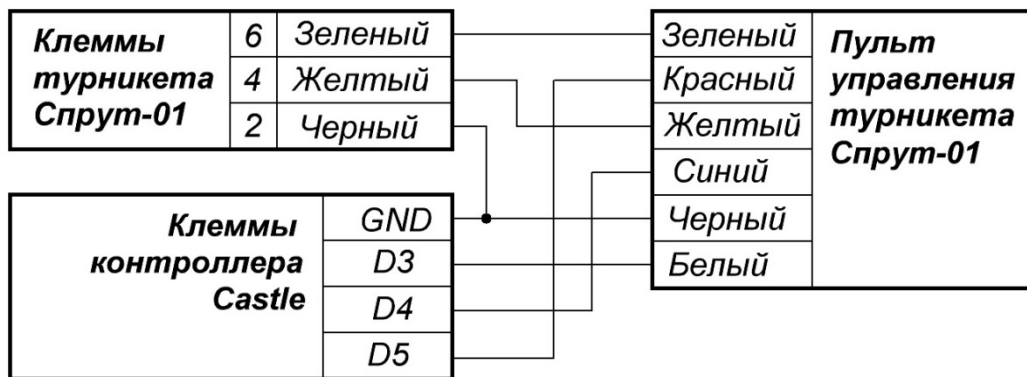 Клеммы
турникета
Спрут-01
6 Зеленый
4 Желтый
2 Черный
Клеммы
контроллера
Castle
GND
D3
D4
D5
Зеленый
Красный
Желтый
Синий
Черный
Белый
Пульт
управления
турникета
Спрут-01